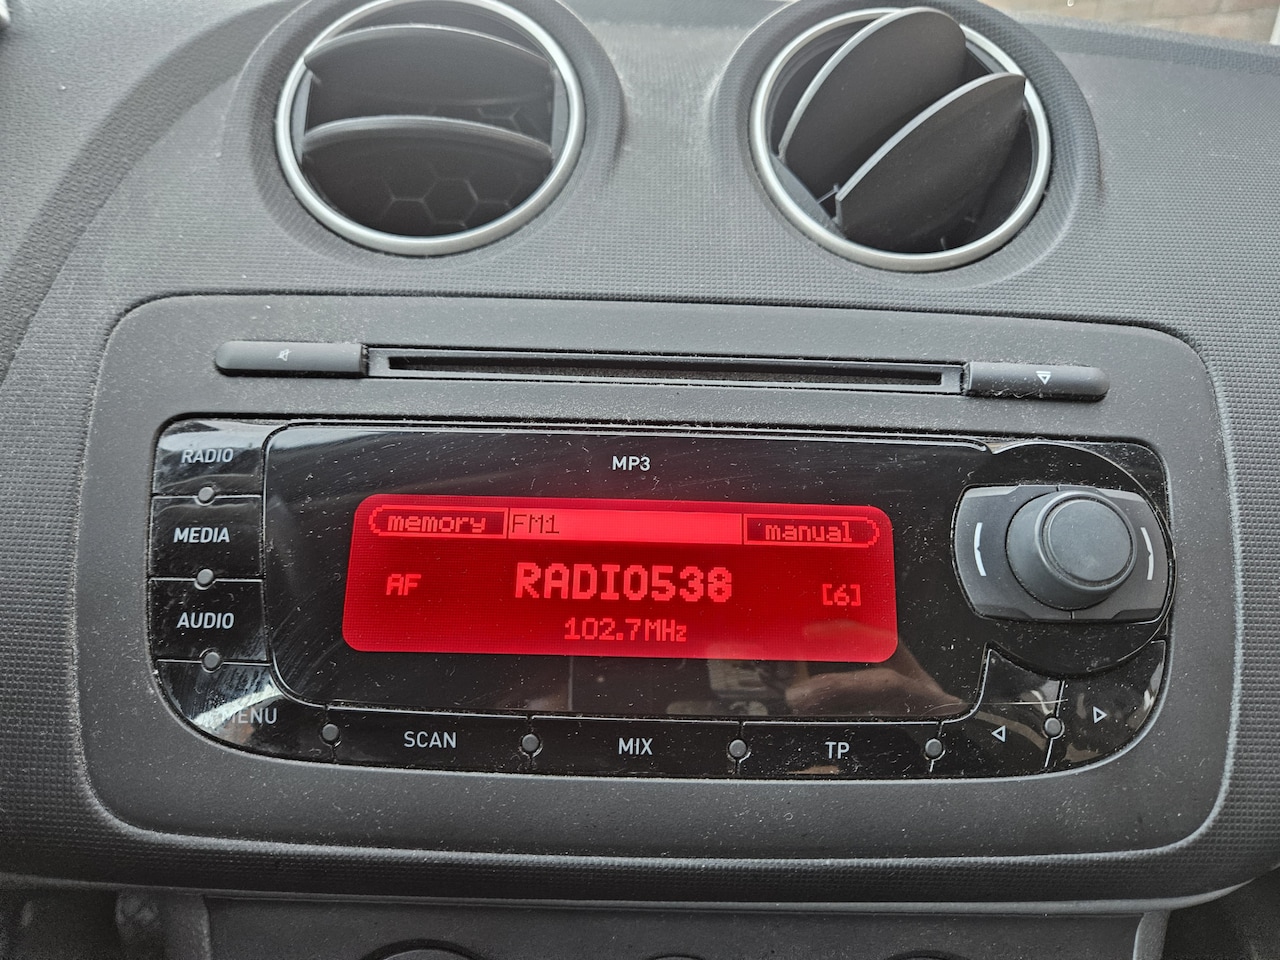 RADIO
MEDIA
AUDIO
MENU
MP3
memory FM1 manual
AF RADIO538 [6]
102.7MHz
SCAN MIX TP